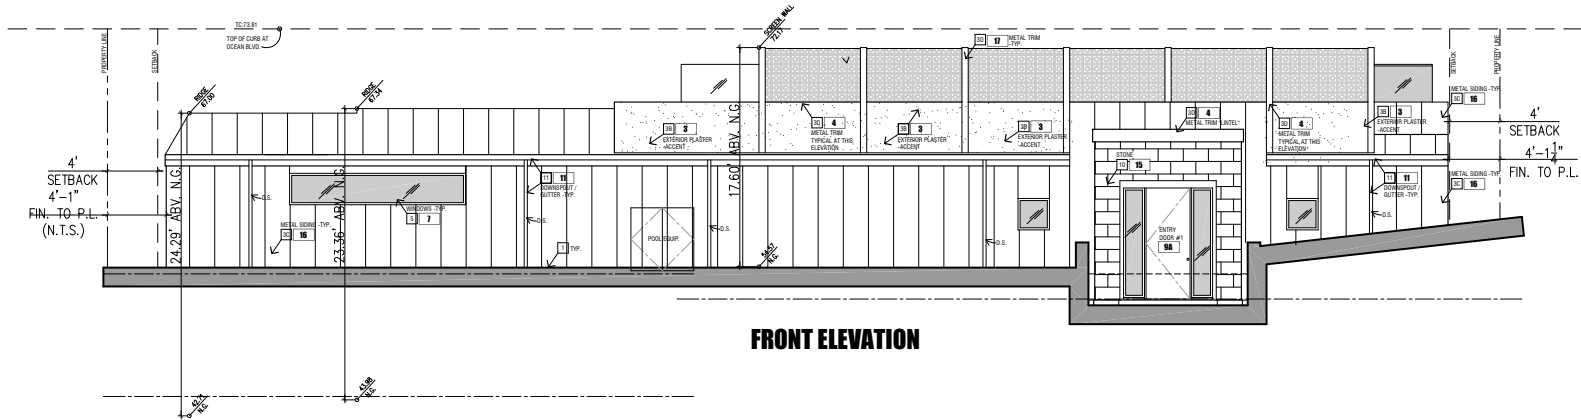 TC:73.81
TOP OF CURB AT
OCEAN BLVD.
PROPERTY LINE
SETBACK
RIDGE
67.00
RIDGE
67.34
SCREEN WALL
72.17
3D 17 METAL TRIM
-TYP.
SETBACK
PROPERTY LINE
METAL SIDING -TYP.
3C 16
3B 3
EXTERIOR PLASTER
-ACCENT
3D 4
METAL TRIM
TYPICAL AT THIS
ELEVATION
3B 3
EXTERIOR PLASTER
-ACCENT
3B 3
EXTERIOR PLASTER
-ACCENT
3D 4
METAL TRIM "LINTEL"
3D 4
METAL TRIM
TYPICAL AT THIS
ELEVATION
3B 3
EXTERIOR PLASTER
-ACCENT
4'
SETBACK
4'-1"
FIN. TO P.L.
(N.T.S.)
24.29' ABV. N.G.
23.36' ABV. N.G.
17.60' ABV. N.G.
D.S.
METAL SIDING -TYP.
3C 16
WINDOWS -TYP.
5 7
11 11
DOWNSPOUT /
GUTTER -TYP.
D.S.
1 TYP.
POOL EQUIP.
D.S.
54.57
N.G.
D.S.
STONE
10 15
ENTRY
DOOR #1
9A
11 11
DOWNSPOUT /
GUTTER -TYP.
D.S.
METAL SIDING -TYP.
3C 16
4'
SETBACK
4'-1 1/4"
FIN. TO P.L.
FRONT ELEVATION
42.71
N.G.
43.98
N.G.